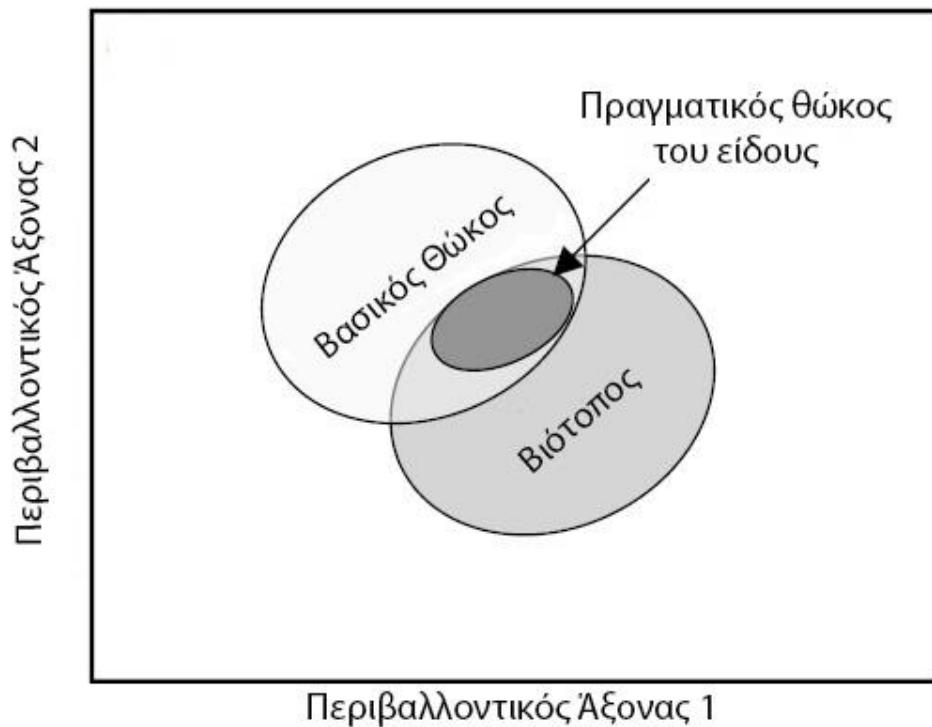 Πραγματικός θώκος
του είδους
Περιβαλλοντικός Άξονας 2
Βασικός Θώκος
Βιότοπος
Περιβαλλοντικός Άξονας 1